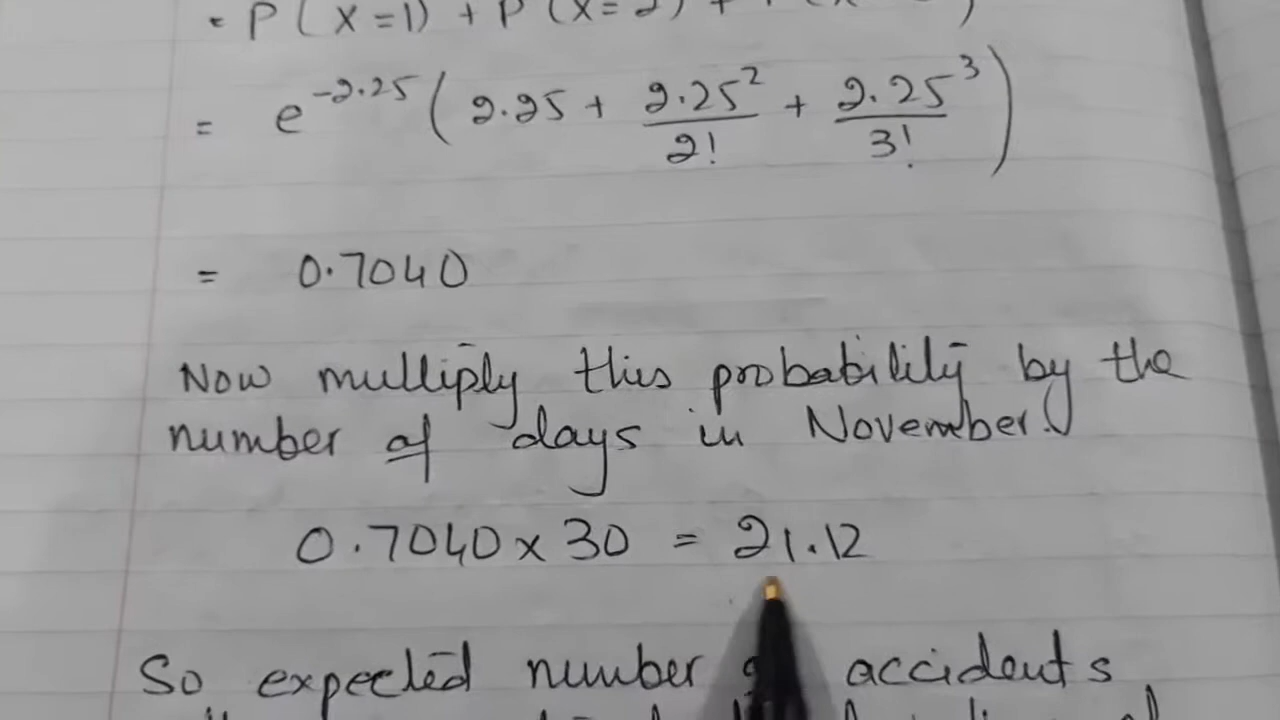 = P(X=1) + P(X=2) +
= e^{-2.25} ( 2.25 + 2.25^2/2! + 2.25^3/3! )
= 0.7040
Now multiply this probability by the
number of days in November.
0.7040 x 30 = 21.12
So expected number accidents